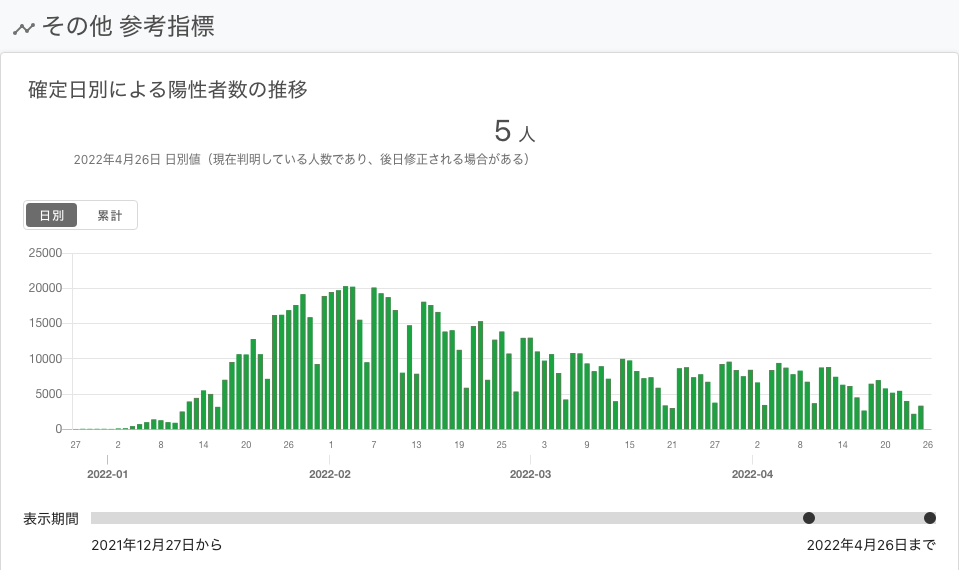 その他 参考指標
確定日別による陽性者数の推移
5 人
2022年4月26日 日別値（現在判明している人数であり、後日修正される場合がある）
日別 累計
25000
20000
15000
10000
5000
0
27 2 8 14 20 26 1 7 13 19 25 3 9 15 21 27 2 8 14 20 26
2022-01 2022-02 2022-03 2022-04
表示期間
2021年12月27日から 2022年4月26日まで